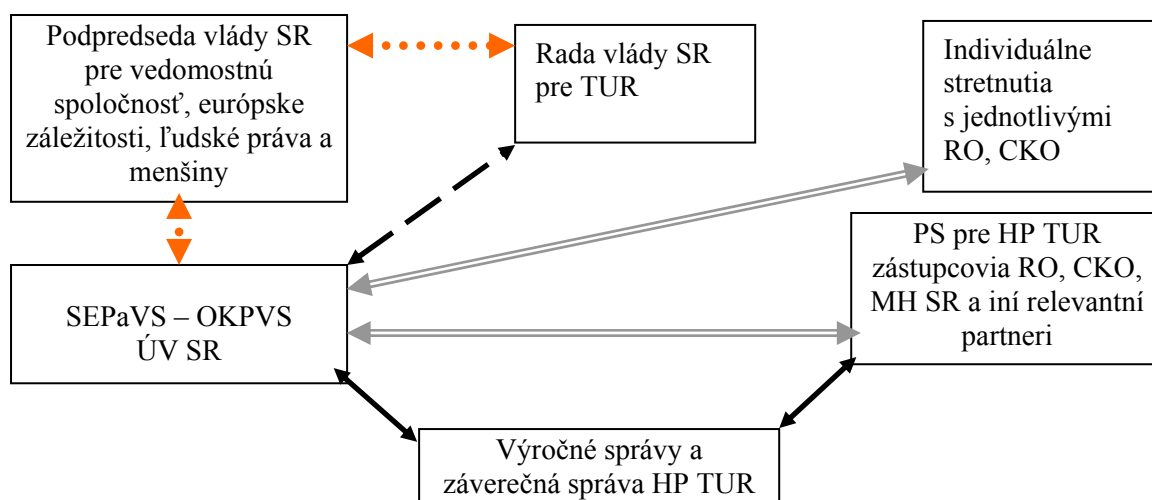 Podpredseda vlády SR
pre vedomostnú
spoločnosť, európske
záležitosti, ľudské práva a
menšiny
Rada vlády SR
pre TUR
Individuálne
stretnutia
s jednotlivými
RO, CKO
SEPaVS – OKPVS
ÚV SR
PS pre HP TUR
zástupcovia RO, CKO,
MH SR a iní relevantní
partneri
Výročné správy a
záverečná správa HP TUR